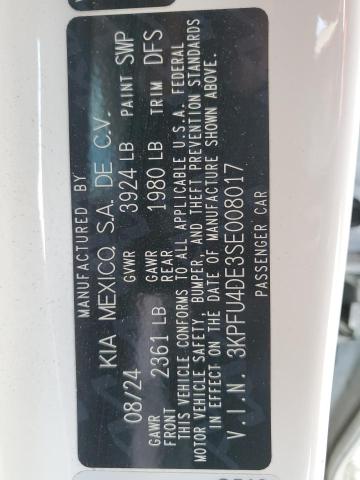 MANUFACTURED BY
KIA MEXICO, S.A. DE C.V.
08/24 GVWR 3924 LB PAINT SWP
GAWR FRONT 2361 LB GAWR REAR 1980 LB TRIM DFS
THIS VEHICLE CONFORMS TO ALL APPLICABLE U.S.A. FEDERAL
MOTOR VEHICLE SAFETY, BUMPER, AND THEFT PREVENTION STANDARDS
IN EFFECT ON THE DATE OF MANUFACTURE SHOWN ABOVE.
V.I.N. 3KPFU4DE3SE008017
PASSENGER CAR